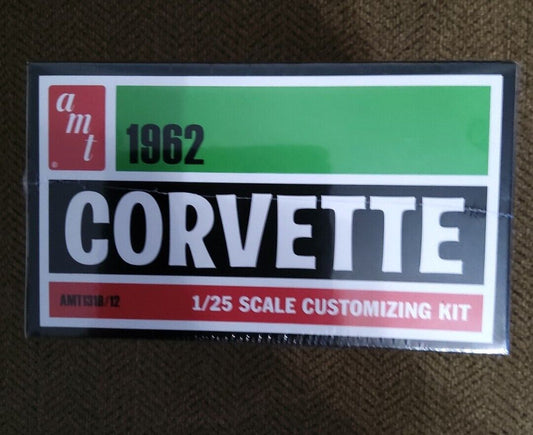 amt
®
1962
CORVETTE
AMT1318/12
1/25 SCALE CUSTOMIZING KIT